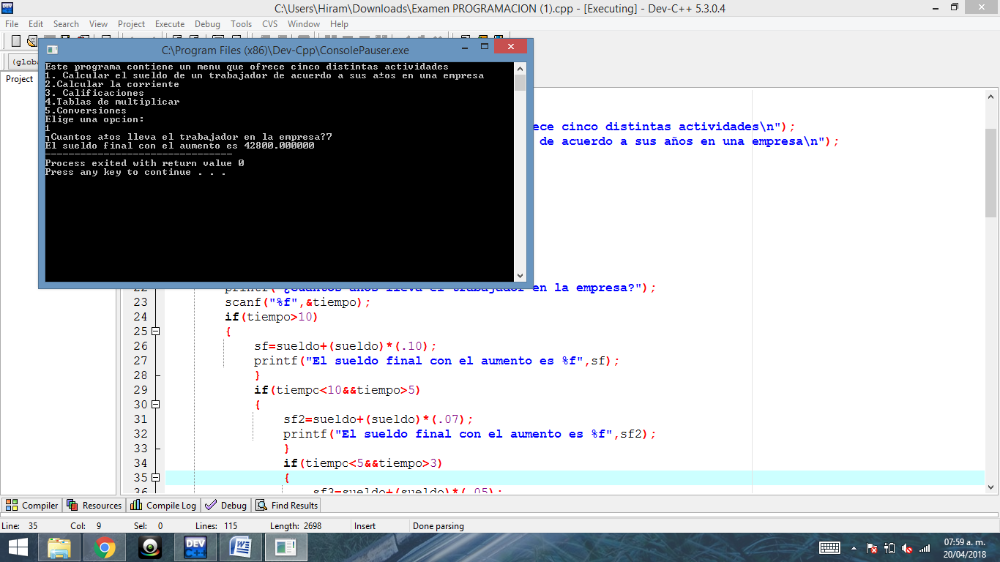 C:\Users\Hiram\Downloads\Examen PROGRAMACION (1).cpp - [Executing] - Dev-C++ 5.3.0.4
File Edit Search View Project Execute Debug Tools CVS Window Help
C:\Program Files (x86)\Dev-Cpp\ConsolePauser.exe
(globa
Project
Este programa contiene un menu que ofrece cinco distintas actividades
1. Calcular el sueldo de un trabajador de acuerdo a sus a±os en una empresa
2.Calcular la corriente
3. Calificaciones
4.Tablas de multiplicar
5.Conversiones
Elige una opcion:
1
┐Cuantos a±os lleva el trabajador en la empresa?7
El sueldo final con el aumento es 42800.000000
--------------------------------
Process exited with return value 0
Press any key to continue . . .
ece cinco distintas actividades\n");
de acuerdo a sus años en una empresa\n");
22 printf("¿Cuantos años lleva el trabajador en la empresa?");
23 scanf("%f",&tiempo);
24 if(tiempo>10)
25 {
26 sf=sueldo+(sueldo)*(.10);
27 printf("El sueldo final con el aumento es %f",sf);
28 }
29 if(tiempo<10&&tiempo>5)
30 {
31 sf2=sueldo+(sueldo)*(.07);
32 printf("El sueldo final con el aumento es %f",sf2);
33 }
34 if(tiempo<5&&tiempo>3)
35 {
36 sf3=sueldo+(sueldo)*(.05);
Compiler Resources Compile Log Debug Find Results
Line: 35 Col: 9 Sel: 0 Lines: 115 Length: 2698 Insert Done parsing
DEV C++
07:59 a. m.
20/04/2018